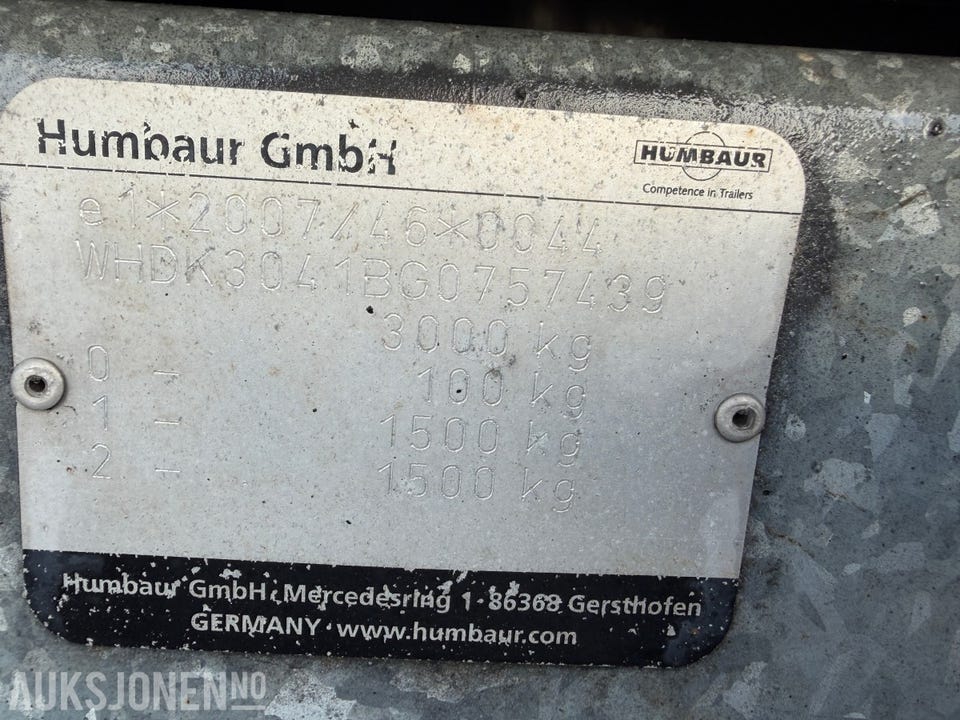 Humbaur GmbH
HUMBAUR
Competence in Trailers
e1*2007/46*0044
WHDK3041BG0757439
3000 kg
0 - 100 kg
1 - 1500 kg
2 - 1500 kg
Humbaur GmbH · Mercedesring 1 · 86368 Gersthofen
GERMANY · www.humbaur.com
AUKSJONEN NO